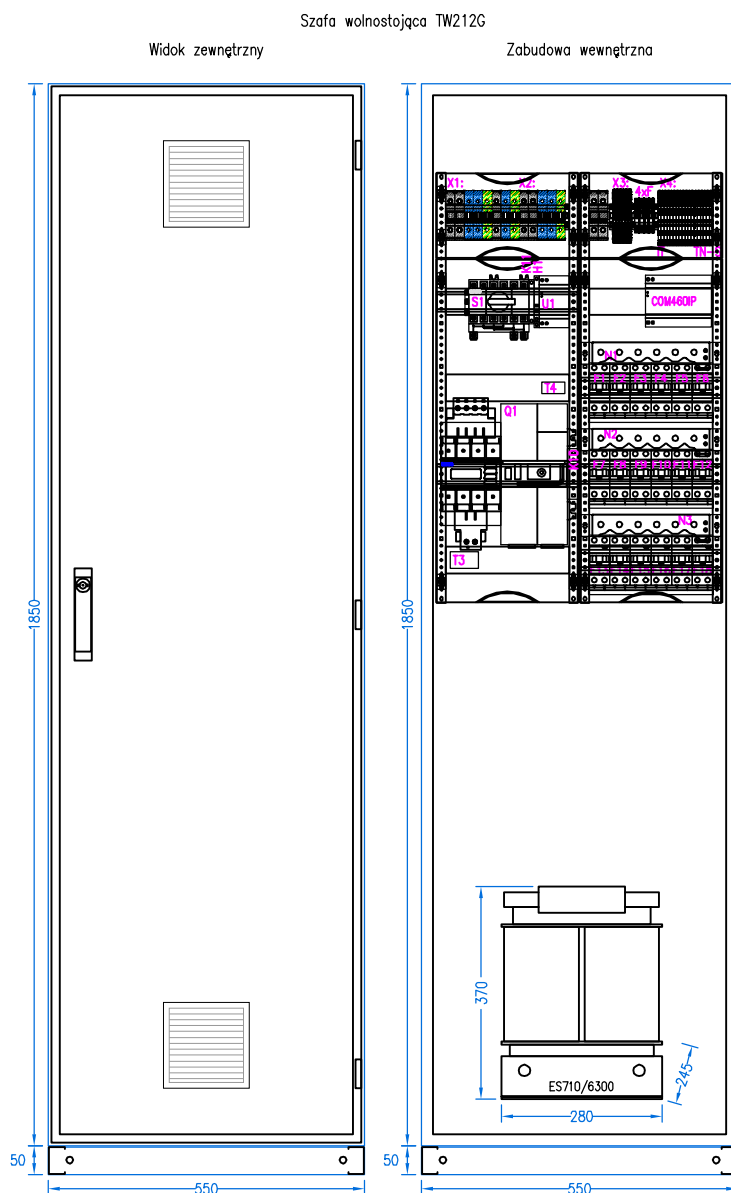 Szafa wolnostojąca TW212G
Widok zewnętrzny
Zabudowa wewnętrzna
X1:
X2:
X3:
4xF
X4:
TN-
S1
U1
COM460IP
N1
T4
Q1
N2
N3
T3
1850
1850
370
ES710/6300
245
280
50
50
550
550